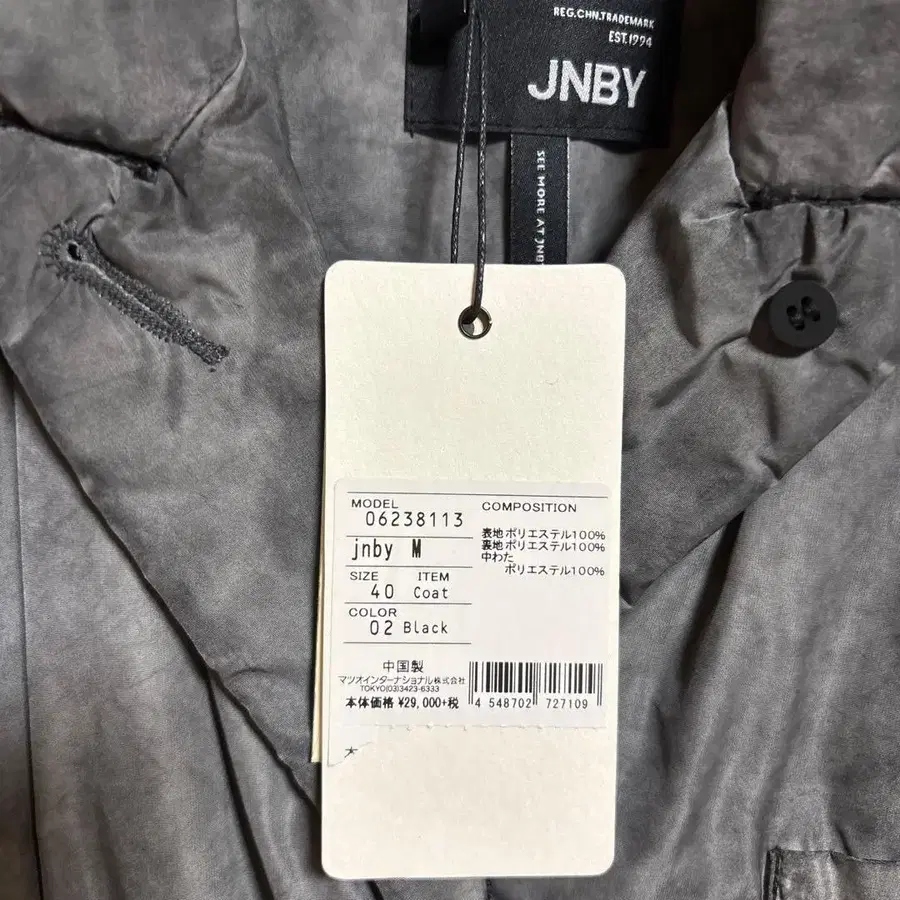 REG.CHN.TRADEMARK
EST.1994
JNBY
SEE MORE AT JNBY
MODEL
06238113
jnby M
SIZE ITEM
40 Coat
COLOR
02 Black
COMPOSITION
表地 ポリエステル100%
裏地 ポリエステル100%
中わた
ポリエステル100%
中国製
マツオインターナショナル株式会社
TOKYO(03)3423-6333
本体価格 ¥29,000+税
4 548702 727109
本